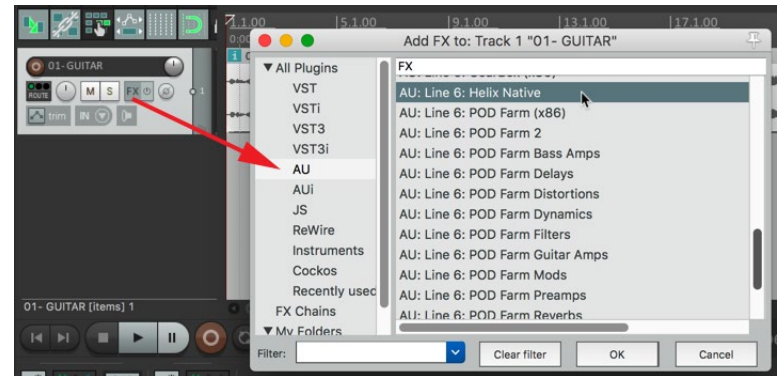 1.1.00 5.1.00 9.1.00 13.1.00 17.1.00
0:00
Add FX to: Track 1 "01- GUITAR"
01-GUITAR
ROUTE M S FX 1
trim IN
All Plugins
VST
VSTi
VST3
VST3i
AU
AUi
JS
ReWire
Instruments
Cockos
Recently used
FX Chains
My Folders
FX
AU: Line 6: Helix Native
AU: Line 6: POD Farm (x86)
AU: Line 6: POD Farm 2
AU: Line 6: POD Farm Bass Amps
AU: Line 6: POD Farm Delays
AU: Line 6: POD Farm Distortions
AU: Line 6: POD Farm Dynamics
AU: Line 6: POD Farm Filters
AU: Line 6: POD Farm Guitar Amps
AU: Line 6: POD Farm Mods
AU: Line 6: POD Farm Preamps
AU: Line 6: POD Farm Reverbs
01- GUITAR [items] 1
Filter: Clear filter OK Cancel